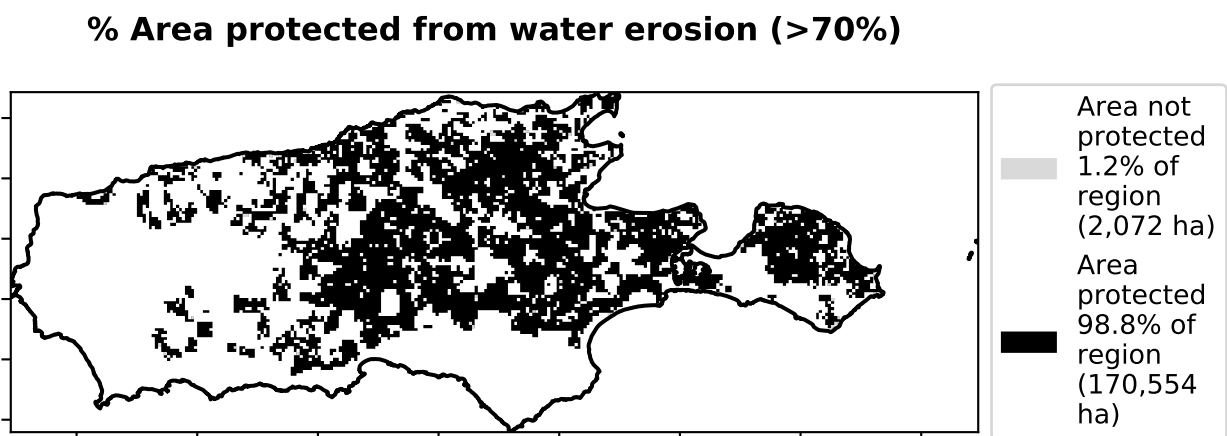 % Area protected from water erosion (>70%)
Area not
protected
1.2% of
region
(2,072 ha)
Area
protected
98.8% of
region
(170,554
ha)